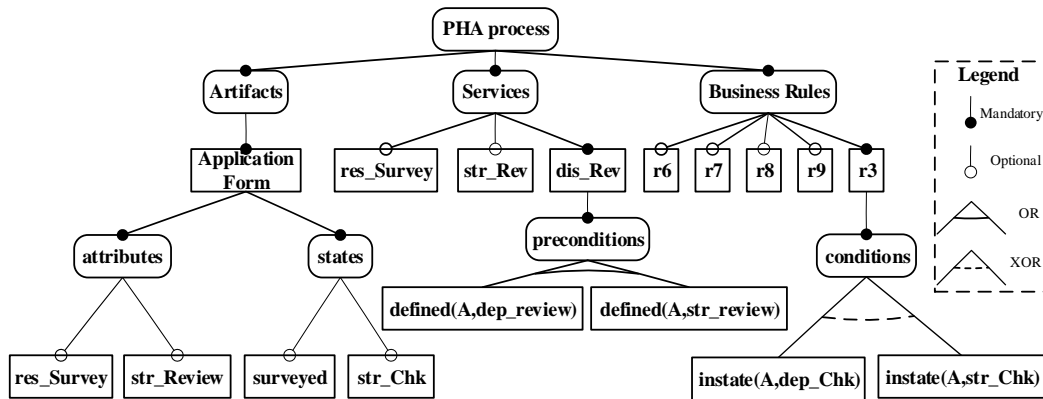 PHA process
Artifacts
Services
Business Rules
Legend
Mandatory
Optional
OR
XOR
Application
Form
res_Survey
str_Rev
dis_Rev
r6
r7
r8
r9
r3
attributes
states
preconditions
conditions
defined(A,dep_review)
defined(A,str_review)
res_Survey
str_Review
surveyed
str_Chk
instate(A,dep_Chk)
instate(A,str_Chk)